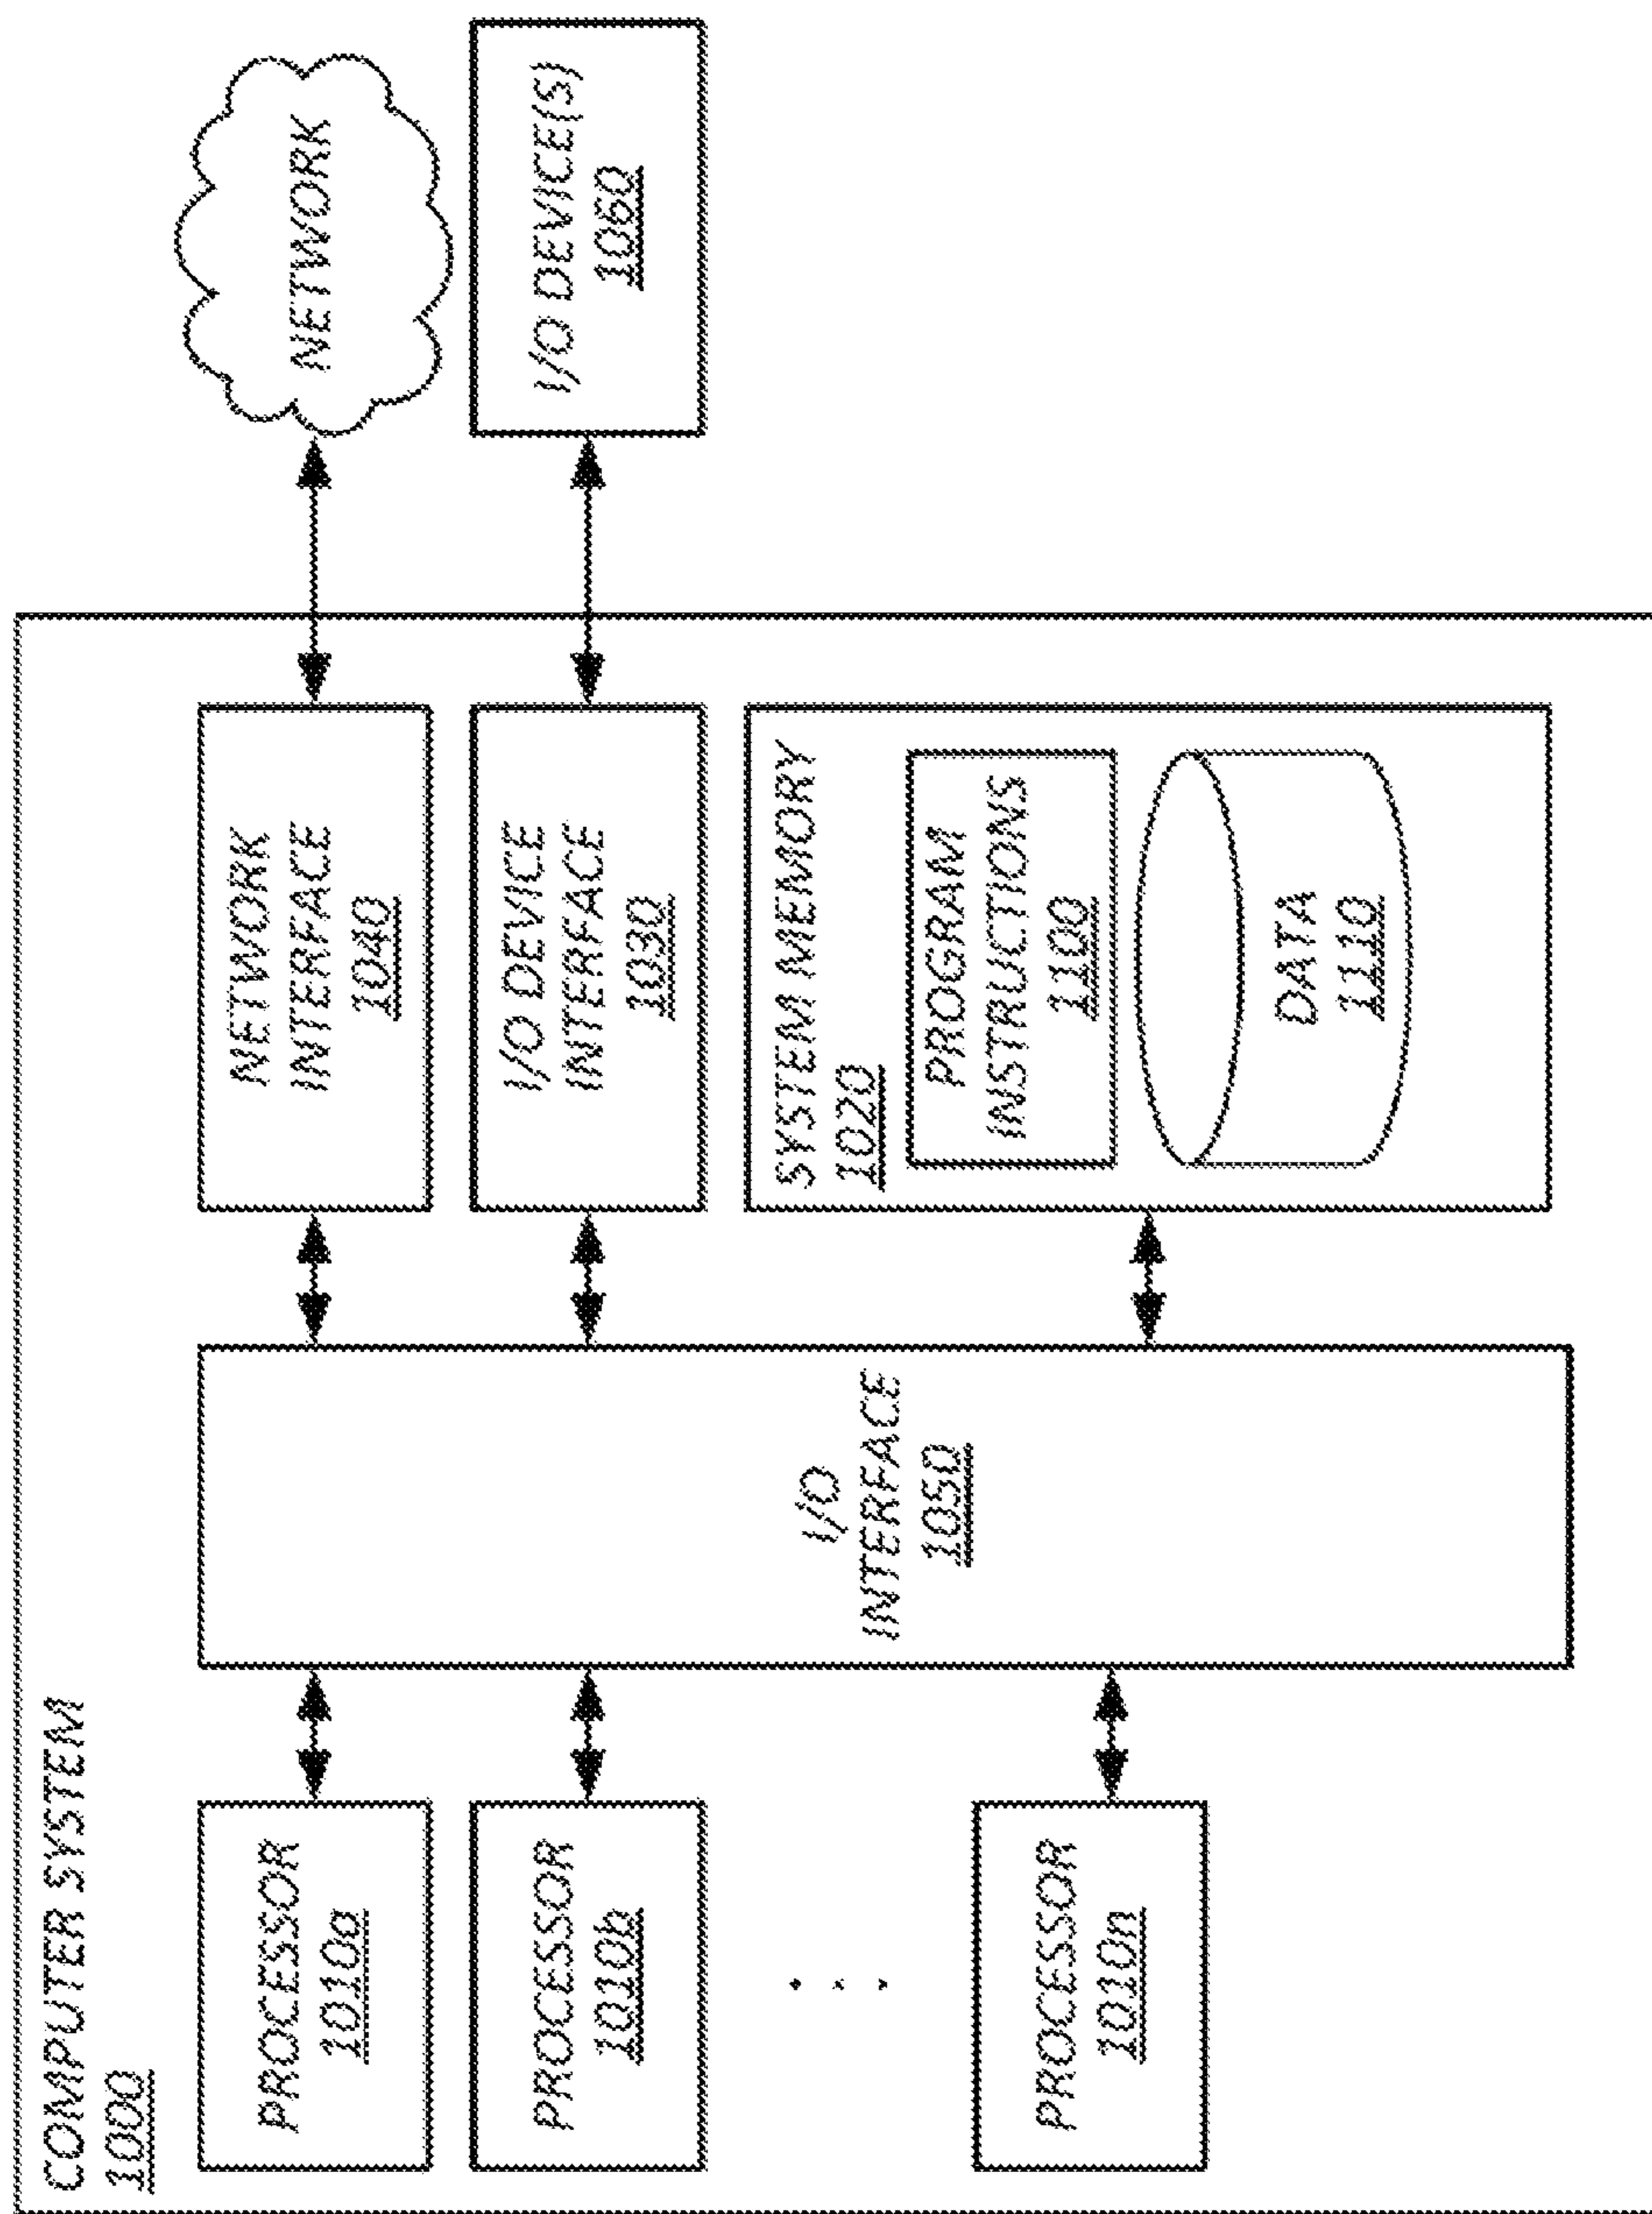 COMPUTER SYSTEM
1000
PROCESSOR
1010a
PROCESSOR
1010b
PROCESSOR
1010n
I/O
INTERFACE
1050
NETWORK
INTERFACE
1040
I/O DEVICE
INTERFACE
1030
SYSTEM MEMORY
1020
PROGRAM
INSTRUCTIONS
1100
DATA
1110
NETWORK
I/O DEVICE(S)
1060